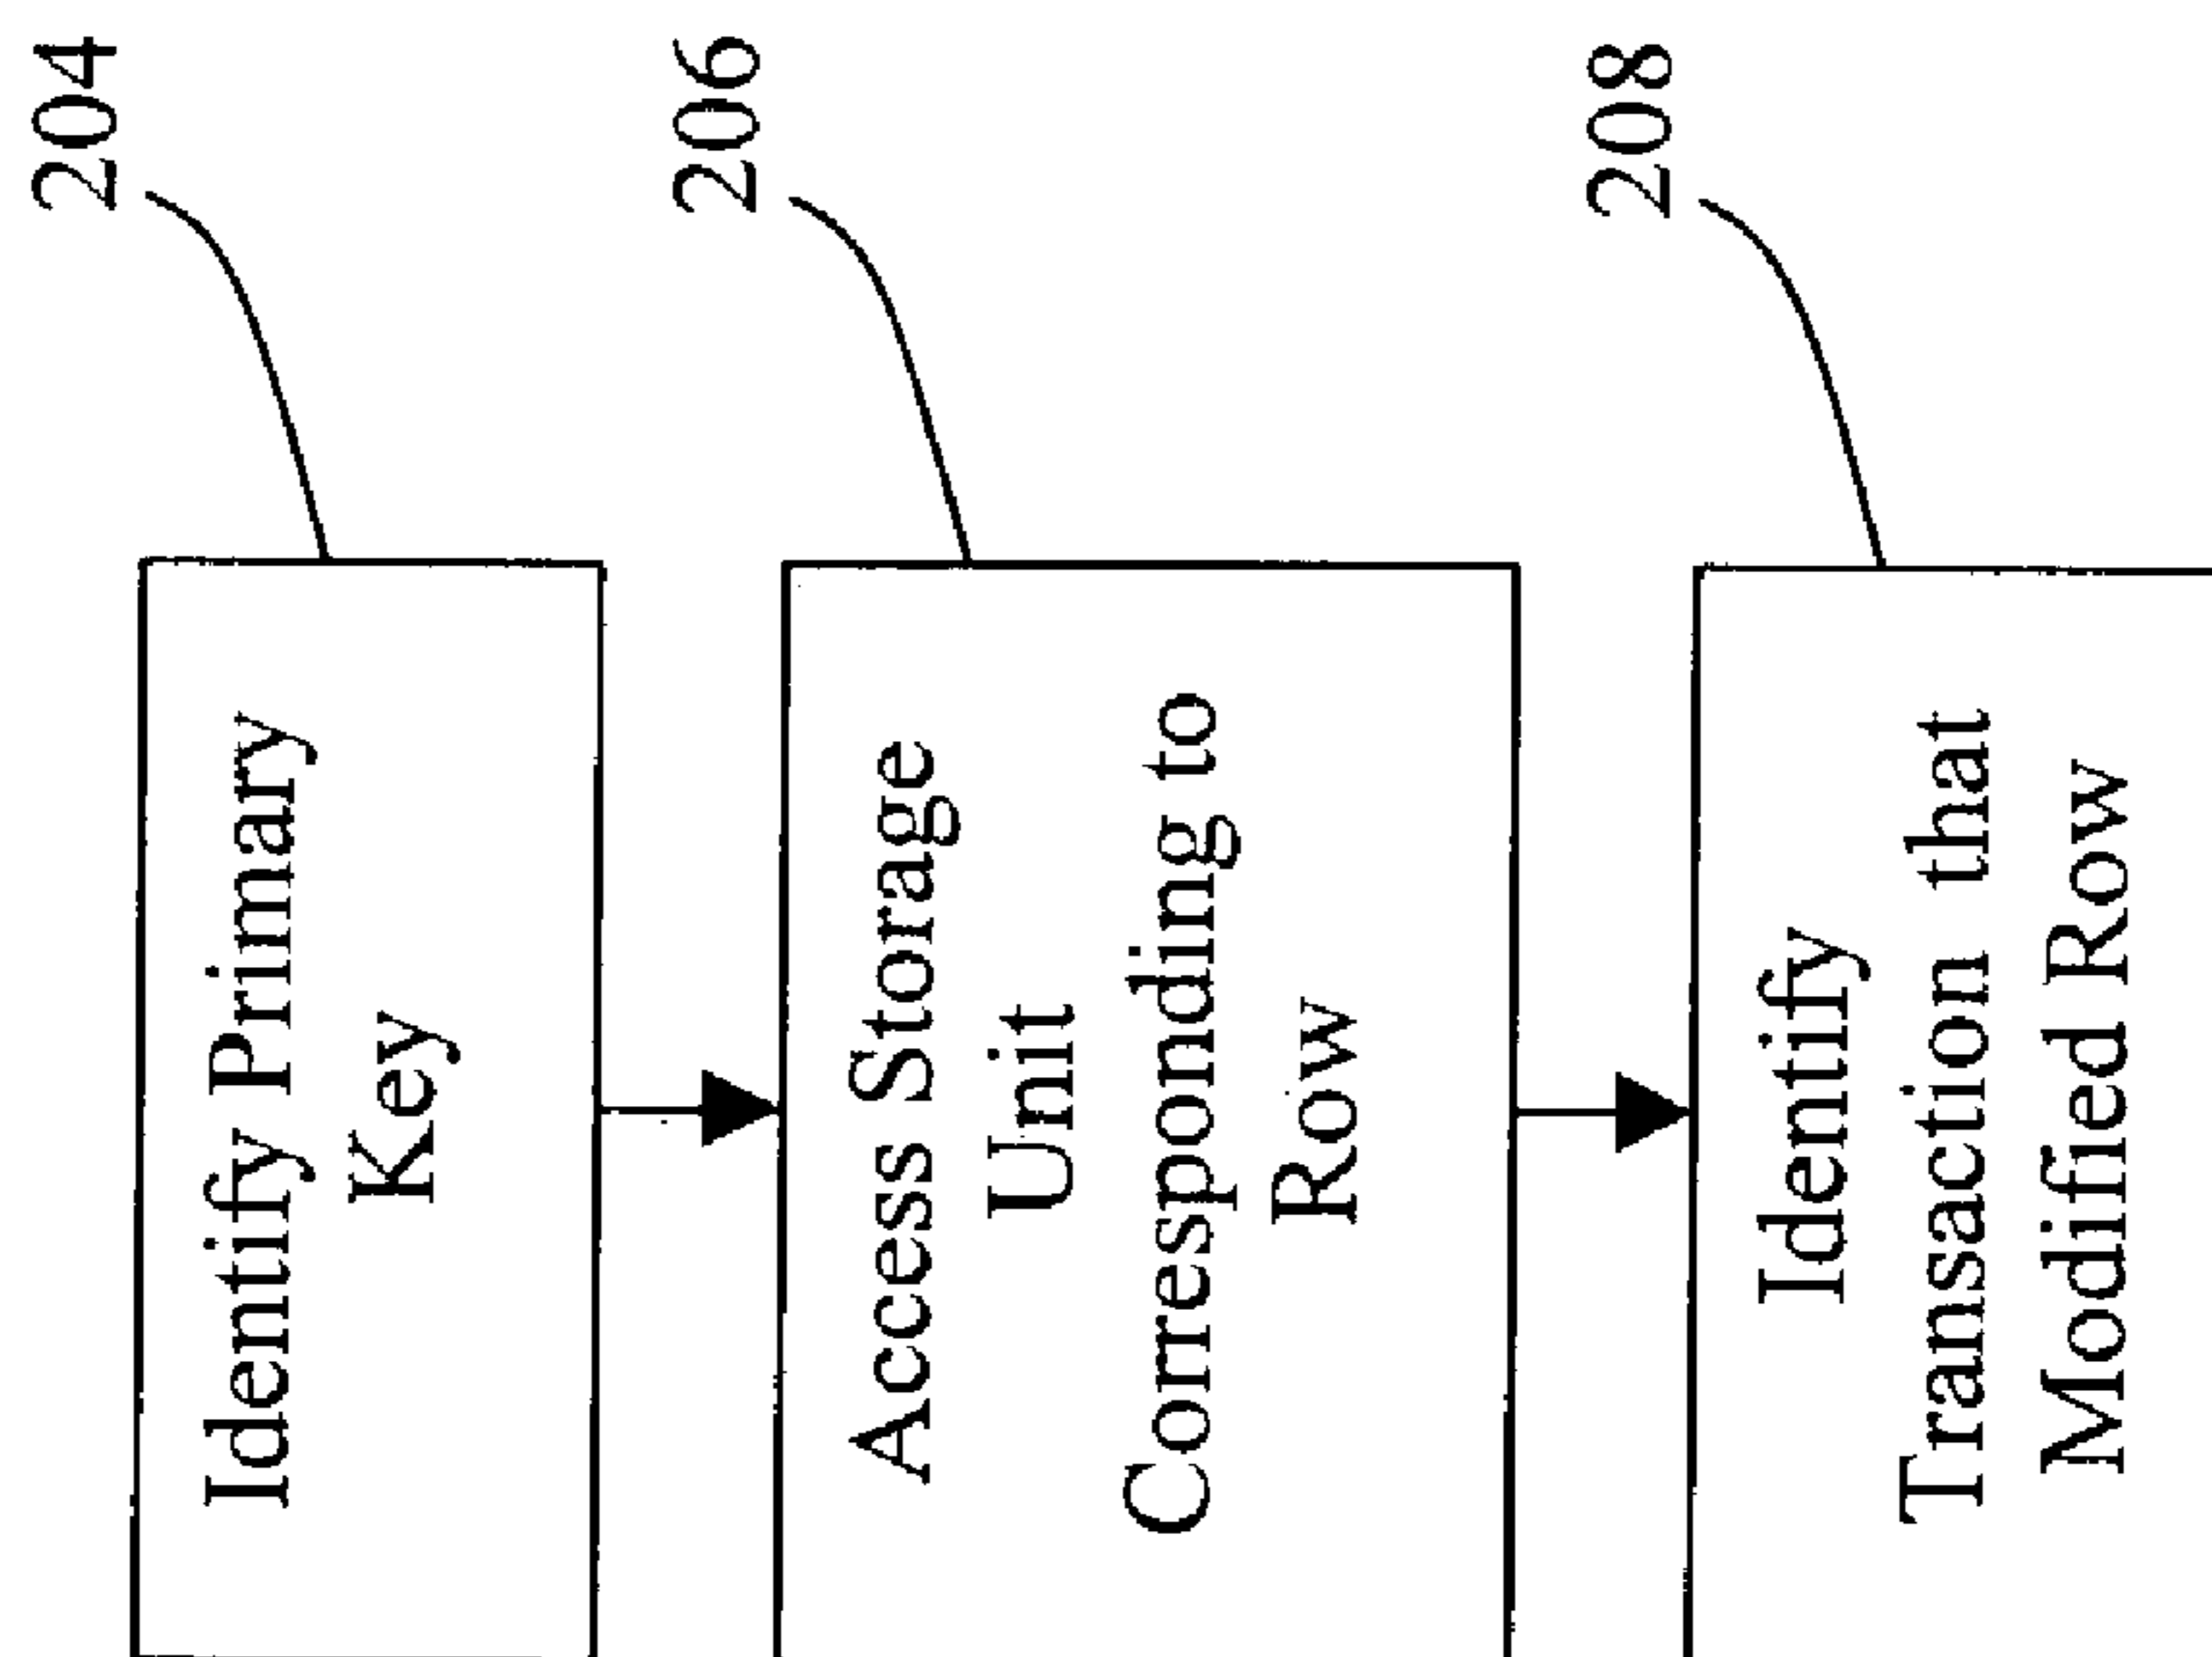 204
Identify Primary
Key
206
Access Storage
Unit
Corresponding to
Row
208
Identify
Transaction that
Modified Row